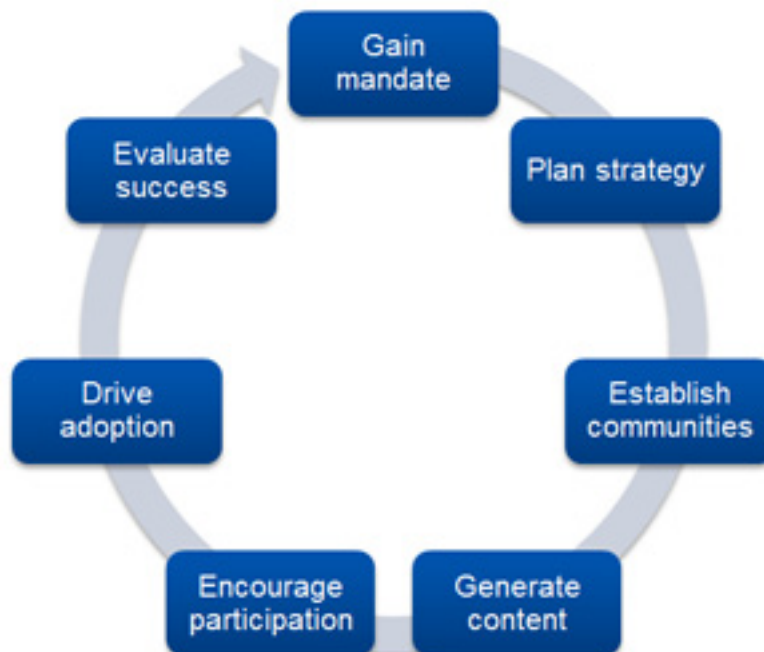 Gain
mandate
Plan strategy
Establish
communities
Generate
content
Encourage
participation
Drive
adoption
Evaluate
success